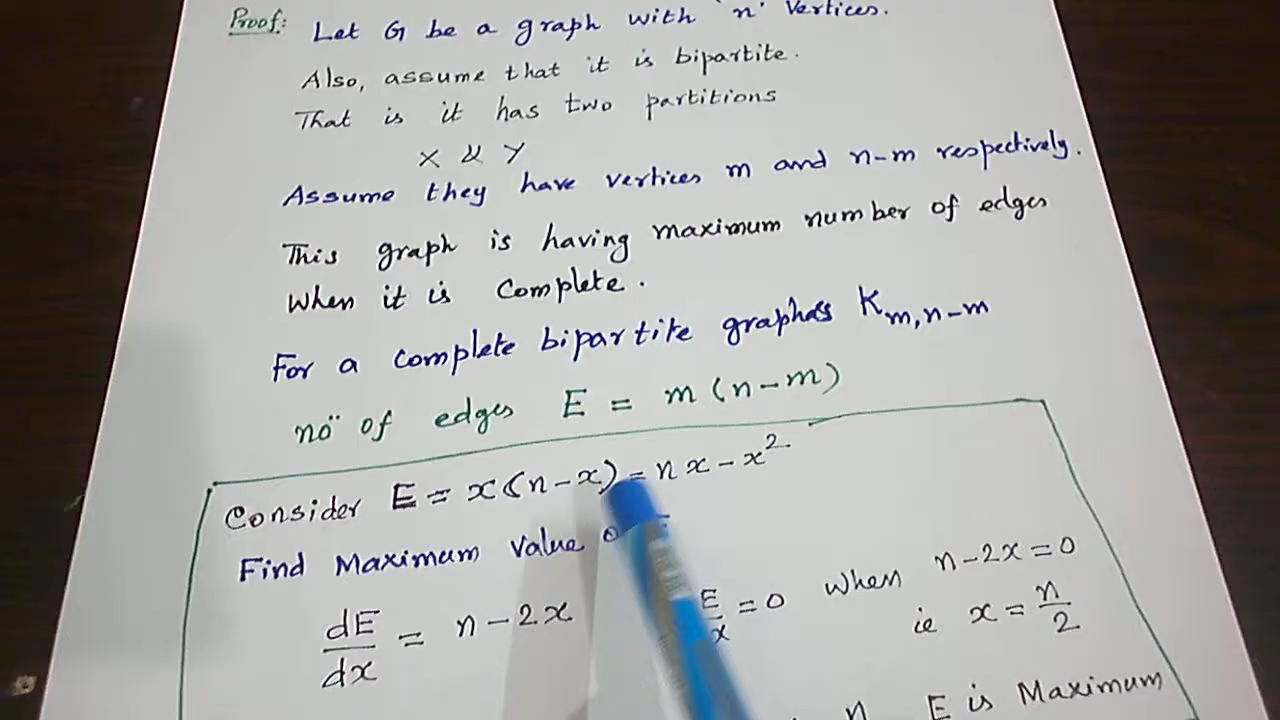 Proof: Let G be a graph with 'n' vertices.
Also, assume that it is bipartite.
That is it has two partitions
X & Y
Assume they have vertices m and n-m respectively.
This graph is having maximum number of edges
when it is complete.
For a complete bipartite graphs K_{m,n-m}
no of edges E = m(n-m)
Consider E = x(n-x) = nx - x²
Find Maximum value
dE/dx = n - 2x E/x = 0 when n-2x=0
ie x = n/2
n E is Maximum